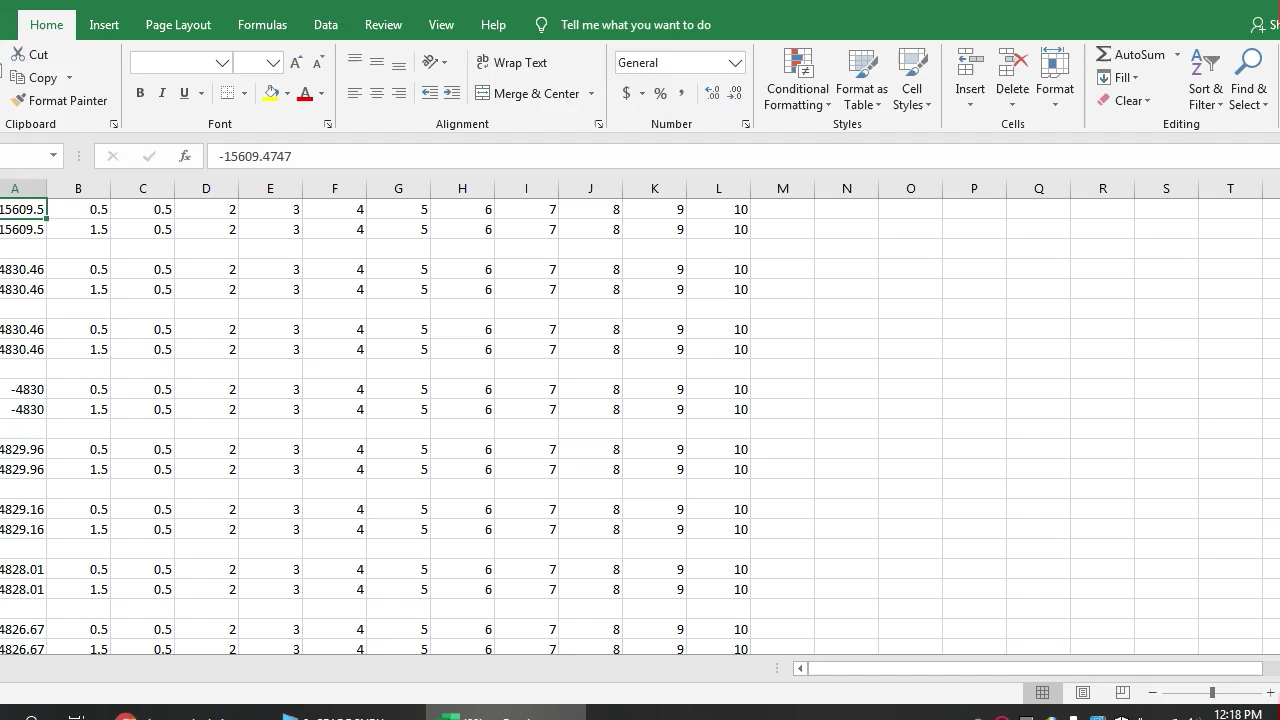 Home Insert Page Layout Formulas Data Review View Help Tell me what you want to do
Cut
Copy
Format Painter
Clipboard
B I U
Font
Wrap Text
Merge & Center
Alignment
General
$ % ,
Number
Conditional Formatting
Format as Table
Cell Styles
Styles
Insert Delete Format
Cells
AutoSum
Fill
Clear
Sort & Filter
Find & Select
Editing
fx -15609.4747
A B C D E F G H I J K L M N O P Q R S T
15609.5 0.5 0.5 2 3 4 5 6 7 8 9 10
15609.5 1.5 0.5 2 3 4 5 6 7 8 9 10
4830.46 0.5 0.5 2 3 4 5 6 7 8 9 10
4830.46 1.5 0.5 2 3 4 5 6 7 8 9 10
4830.46 0.5 0.5 2 3 4 5 6 7 8 9 10
4830.46 1.5 0.5 2 3 4 5 6 7 8 9 10
-4830 0.5 0.5 2 3 4 5 6 7 8 9 10
-4830 1.5 0.5 2 3 4 5 6 7 8 9 10
4829.96 0.5 0.5 2 3 4 5 6 7 8 9 10
4829.96 1.5 0.5 2 3 4 5 6 7 8 9 10
4829.16 0.5 0.5 2 3 4 5 6 7 8 9 10
4829.16 1.5 0.5 2 3 4 5 6 7 8 9 10
4828.01 0.5 0.5 2 3 4 5 6 7 8 9 10
4828.01 1.5 0.5 2 3 4 5 6 7 8 9 10
4826.67 0.5 0.5 2 3 4 5 6 7 8 9 10
4826.67 1.5 0.5 2 3 4 5 6 7 8 9 10
12:18 PM